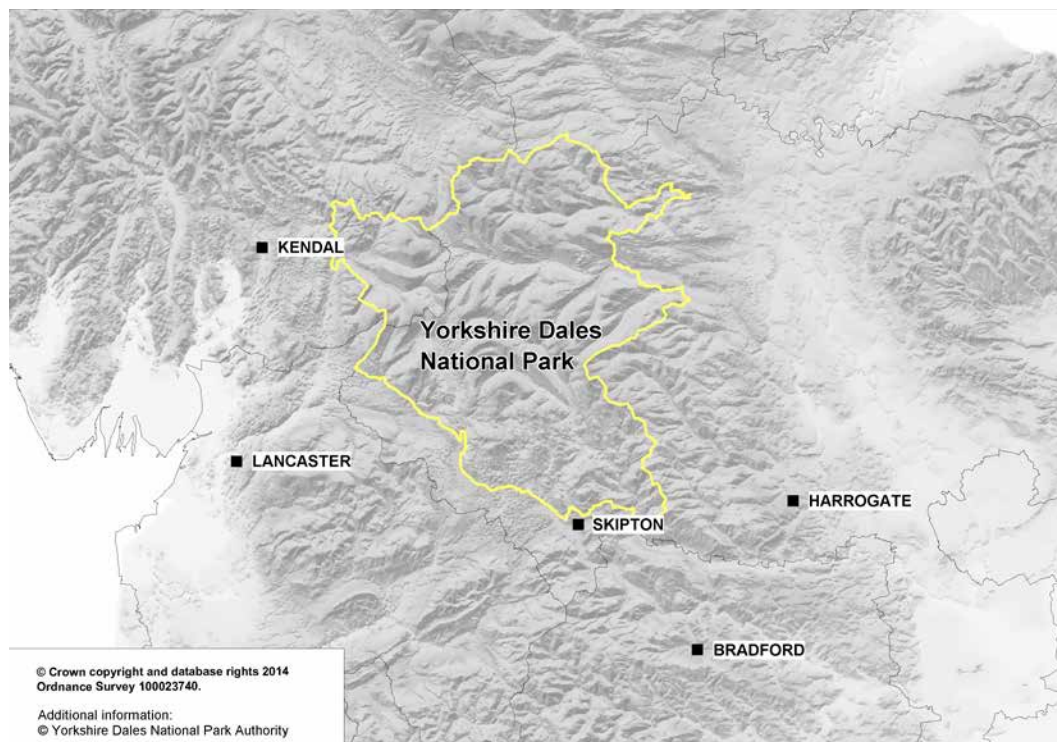 KENDAL
Yorkshire Dales
National Park
LANCASTER
HARROGATE
SKIPTON
BRADFORD
© Crown copyright and database rights 2014
Ordnance Survey 100023740.
Additional information:
© Yorkshire Dales National Park Authority